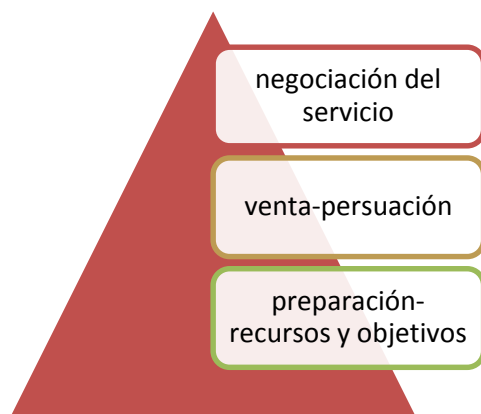 negociación del
servicio
venta-persuación
preparación-
recursos y objetivos